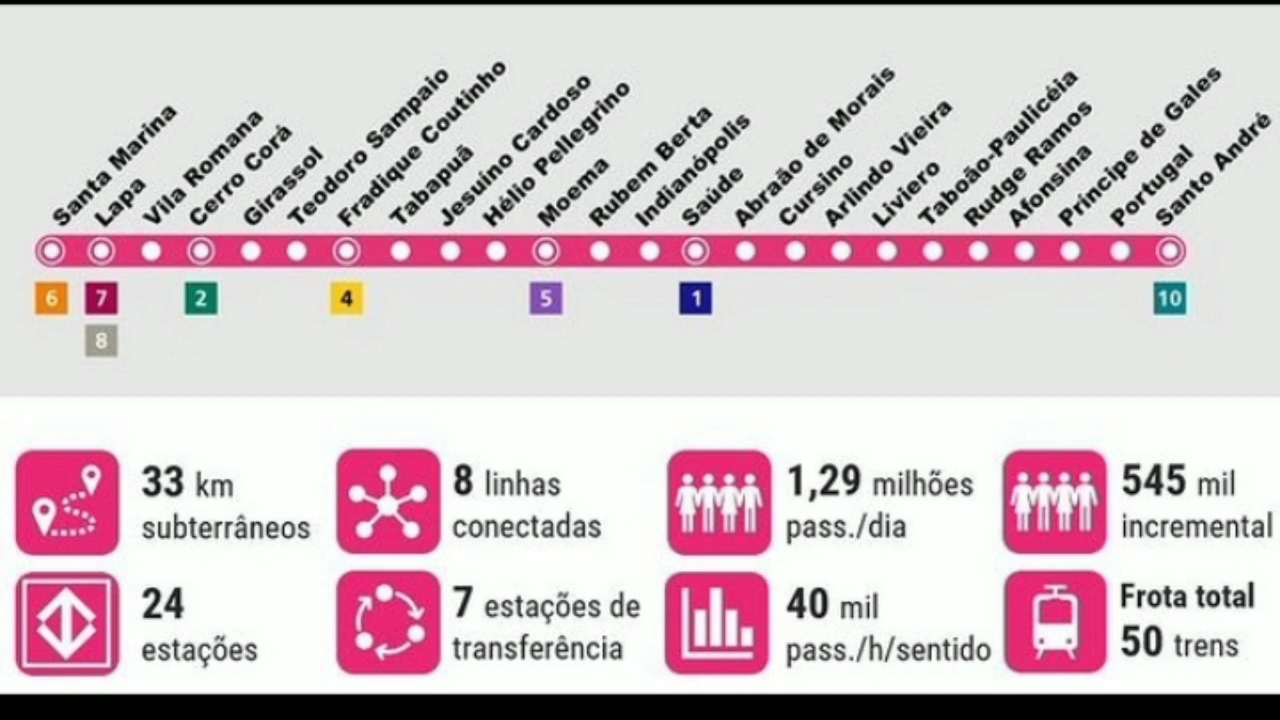 Santa Marina
Lapa
Vila Romana
Cerro Corá
Girassol
Teodoro Sampaio
Fradique Coutinho
Tabapuã
Jesuíno Cardoso
Hélio Pellegrino
Moema
Rubem Berta
Indianópolis
Saúde
Abraão de Morais
Cursino
Arlindo Vieira
Liviero
Taboão-Paulicéia
Rudge Ramos
Afonsina
Príncipe de Gales
Portugal
Santo André
6 7 2 4 5 1 10
8
33 km
subterrâneos
8 linhas
conectadas
1,29 milhões
pass./dia
545 mil
incremental
24
estações
7 estações de
transferência
40 mil
pass./h/sentido
Frota total
50 trens